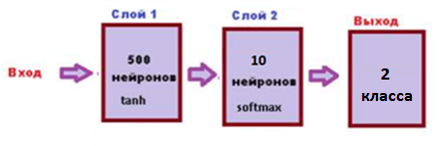 Слой 1
Слой 2
Выход
Вход
500
нейронов
tanh
10
нейронов
softmax
2
класса